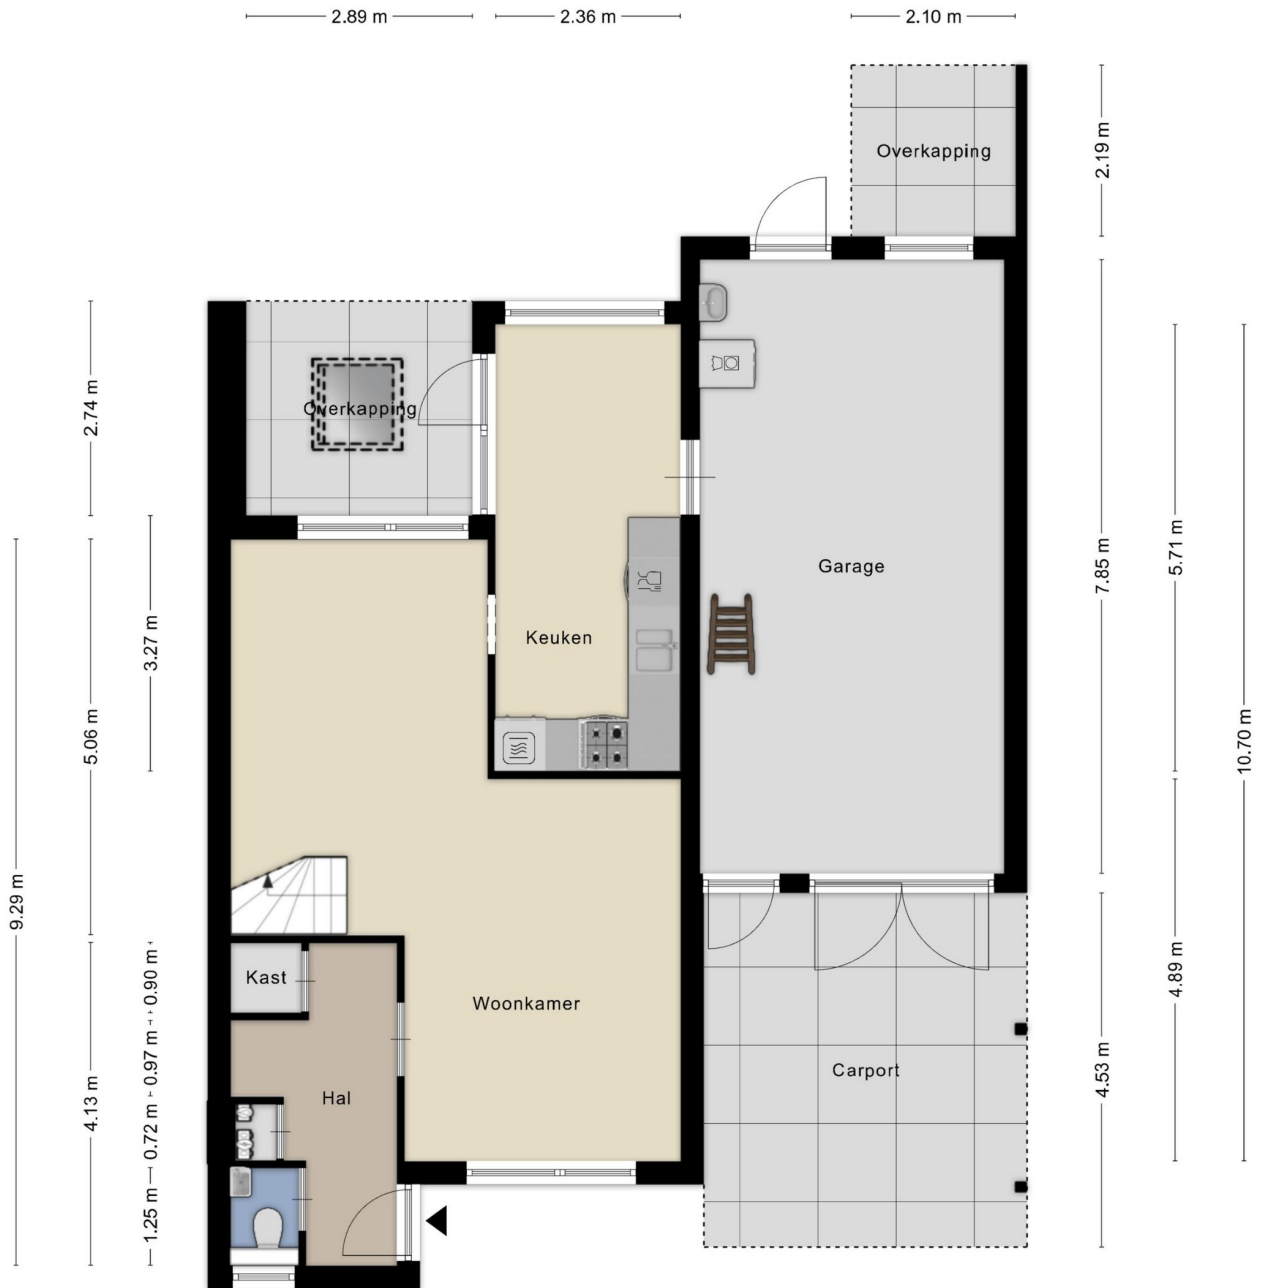 2.89 m
2.36 m
2.10 m
2.19 m
Overkapping
2.74 m
Overkapping
3.27 m
5.06 m
9.29 m
Keuken
Garage
7.85 m
5.71 m
10.70 m
Kast
Woonkamer
Hal
Carport
0.90 m
0.97 m
0.72 m
1.25 m
4.13 m
4.53 m
4.89 m